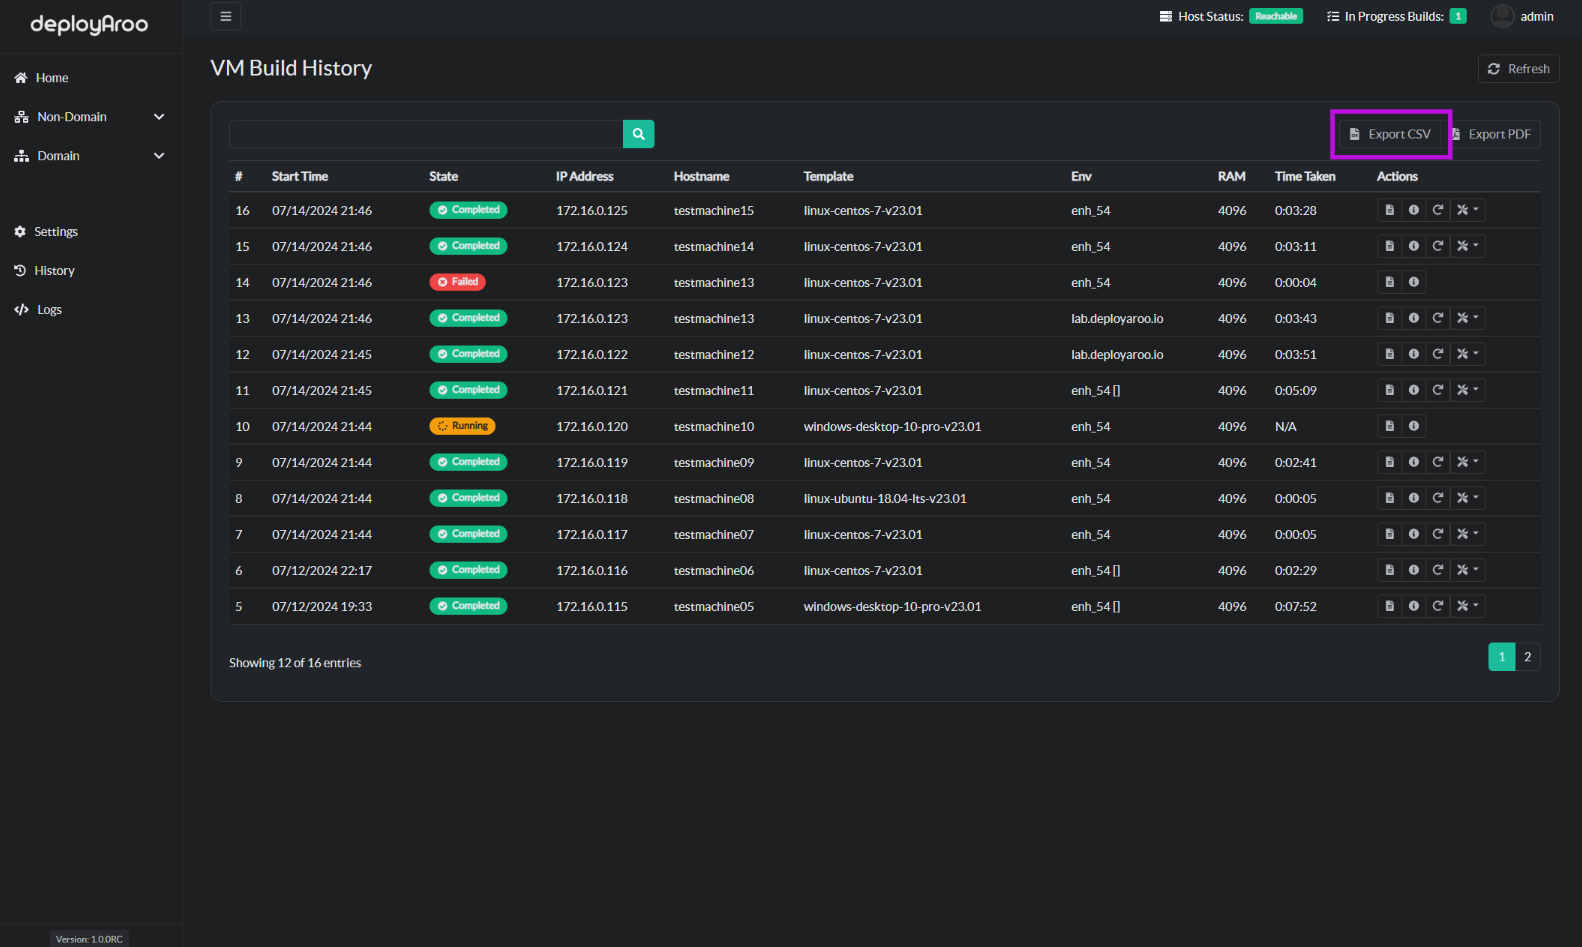 deployAroo
Host Status: Reachable
In Progress Builds: 1
admin
Home
Non-Domain
Domain
Settings
History
Logs
Version: 1.0.0RC
VM Build History
Refresh
Export CSV
Export PDF
# Start Time State IP Address Hostname Template Env RAM Time Taken Actions
16 07/14/2024 21:46 Completed 172.16.0.125 testmachine15 linux-centos-7-v23.01 enh_54 4096 0:03:28
15 07/14/2024 21:46 Completed 172.16.0.124 testmachine14 linux-centos-7-v23.01 enh_54 4096 0:03:11
14 07/14/2024 21:46 Failed 172.16.0.123 testmachine13 linux-centos-7-v23.01 enh_54 4096 0:00:04
13 07/14/2024 21:46 Completed 172.16.0.123 testmachine13 linux-centos-7-v23.01 lab.deployaroo.io 4096 0:03:43
12 07/14/2024 21:45 Completed 172.16.0.122 testmachine12 linux-centos-7-v23.01 lab.deployaroo.io 4096 0:03:51
11 07/14/2024 21:45 Completed 172.16.0.121 testmachine11 linux-centos-7-v23.01 enh_54 [] 4096 0:05:09
10 07/14/2024 21:44 Running 172.16.0.120 testmachine10 windows-desktop-10-pro-v23.01 enh_54 4096 N/A
9 07/14/2024 21:44 Completed 172.16.0.119 testmachine09 linux-centos-7-v23.01 enh_54 4096 0:02:41
8 07/14/2024 21:44 Completed 172.16.0.118 testmachine08 linux-ubuntu-18.04-lts-v23.01 enh_54 4096 0:00:05
7 07/14/2024 21:44 Completed 172.16.0.117 testmachine07 linux-centos-7-v23.01 enh_54 4096 0:00:05
6 07/12/2024 22:17 Completed 172.16.0.116 testmachine06 linux-centos-7-v23.01 enh_54 [] 4096 0:02:29
5 07/12/2024 19:33 Completed 172.16.0.115 testmachine05 windows-desktop-10-pro-v23.01 enh_54 [] 4096 0:07:52
Showing 12 of 16 entries
1 2